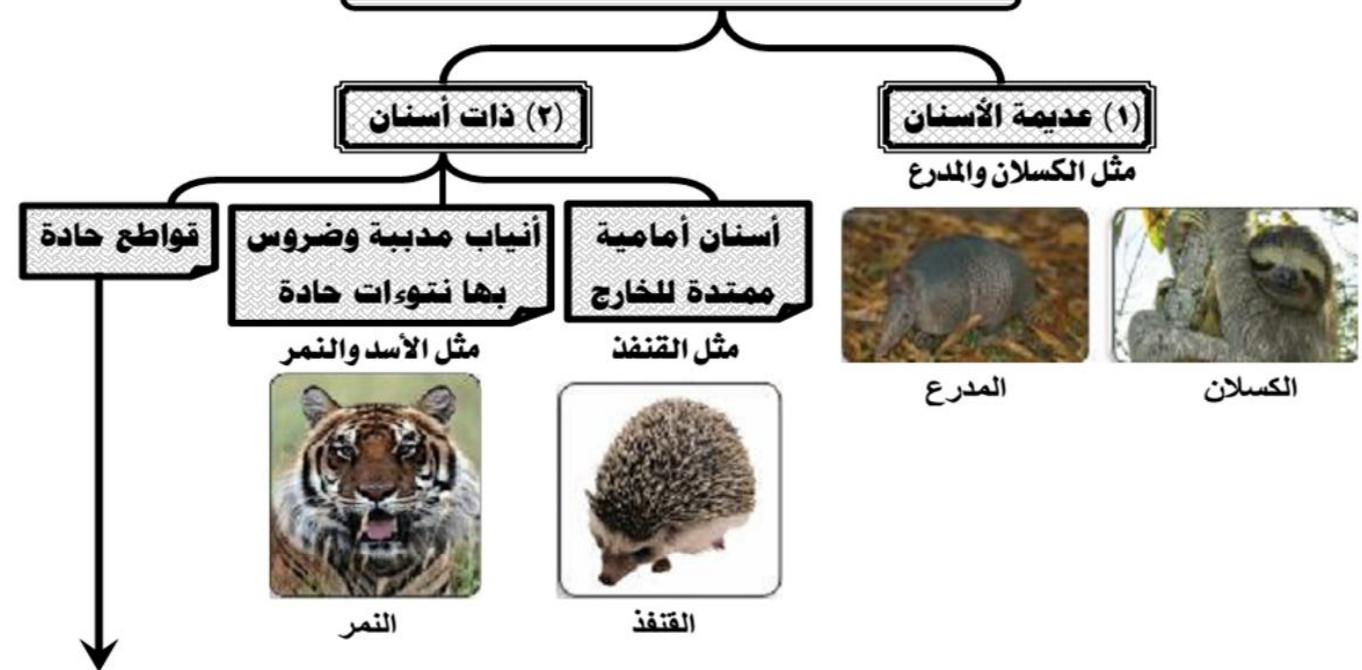 (١) عديمة الأسنان
مثل الكسلان والمدرع
الكسلان
المدرع
(٢) ذات أسنان
أسنان أمامية
ممتدة للخارج
مثل القنفذ
القنفذ
أنياب مدببة وضروس
بها نتوءات حادة
مثل الأسد والنمر
النمر
قواطع حادة